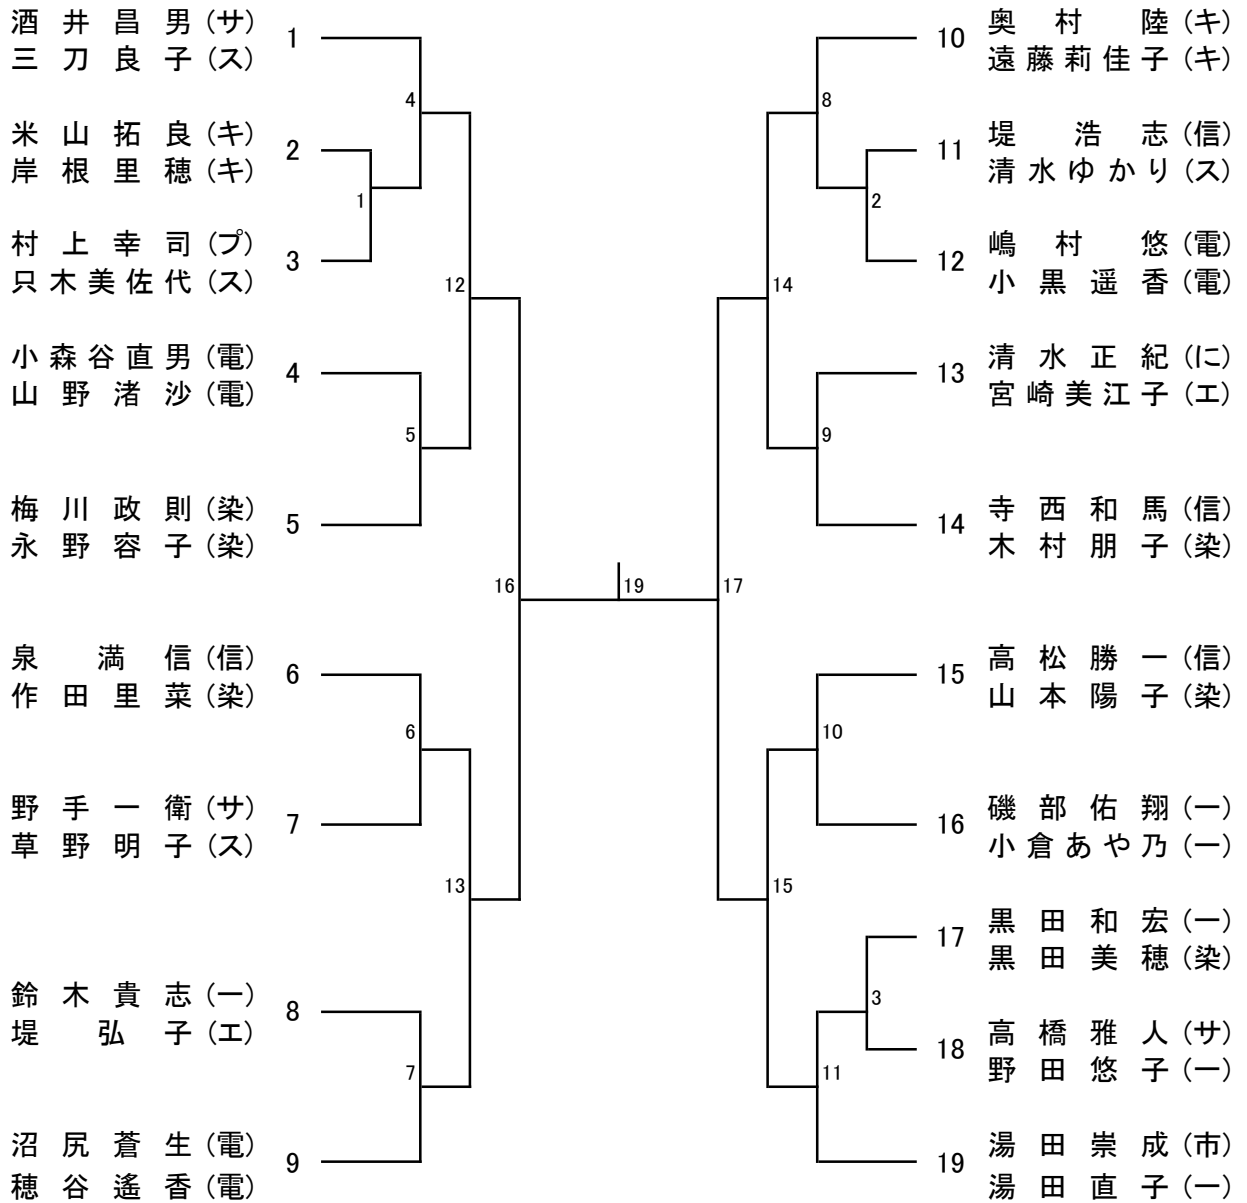 酒井昌男（サ）
1
三刀良子（ス）
4
米山拓良（キ）
2
岸根里穂（キ）
1
村上幸司（プ）
3
只木美佐代（ス）
12
小森谷直男（電）
4
山野渚沙（電）
5
梅川政則（染）
5
永野容子（染）
16
泉満信（信）
6
作田里菜（染）
6
野手一衛（サ）
7
草野明子（ス）
13
鈴木貴志（一）
8
堤弘子（エ）
7
沼尻蒼生（電）
9
穂谷遙香（電）
19
10
奥村陸（キ）
遠藤莉佳子（キ）
8
11
堤浩志（信）
清水ゆかり（ス）
2
12
嶋村悠（電）
小黒遥香（電）
14
13
清水正紀（に）
宮崎美江子（エ）
9
14
寺西和馬（信）
木村朋子（染）
17
15
高松勝一（信）
山本陽子（染）
10
16
磯部佑翔（一）
小倉あや乃（一）
15
17
黒田和宏（一）
黒田美穂（染）
3
18
高橋雅人（サ）
野田悠子（一）
11
19
湯田崇成（市）
湯田直子（一）